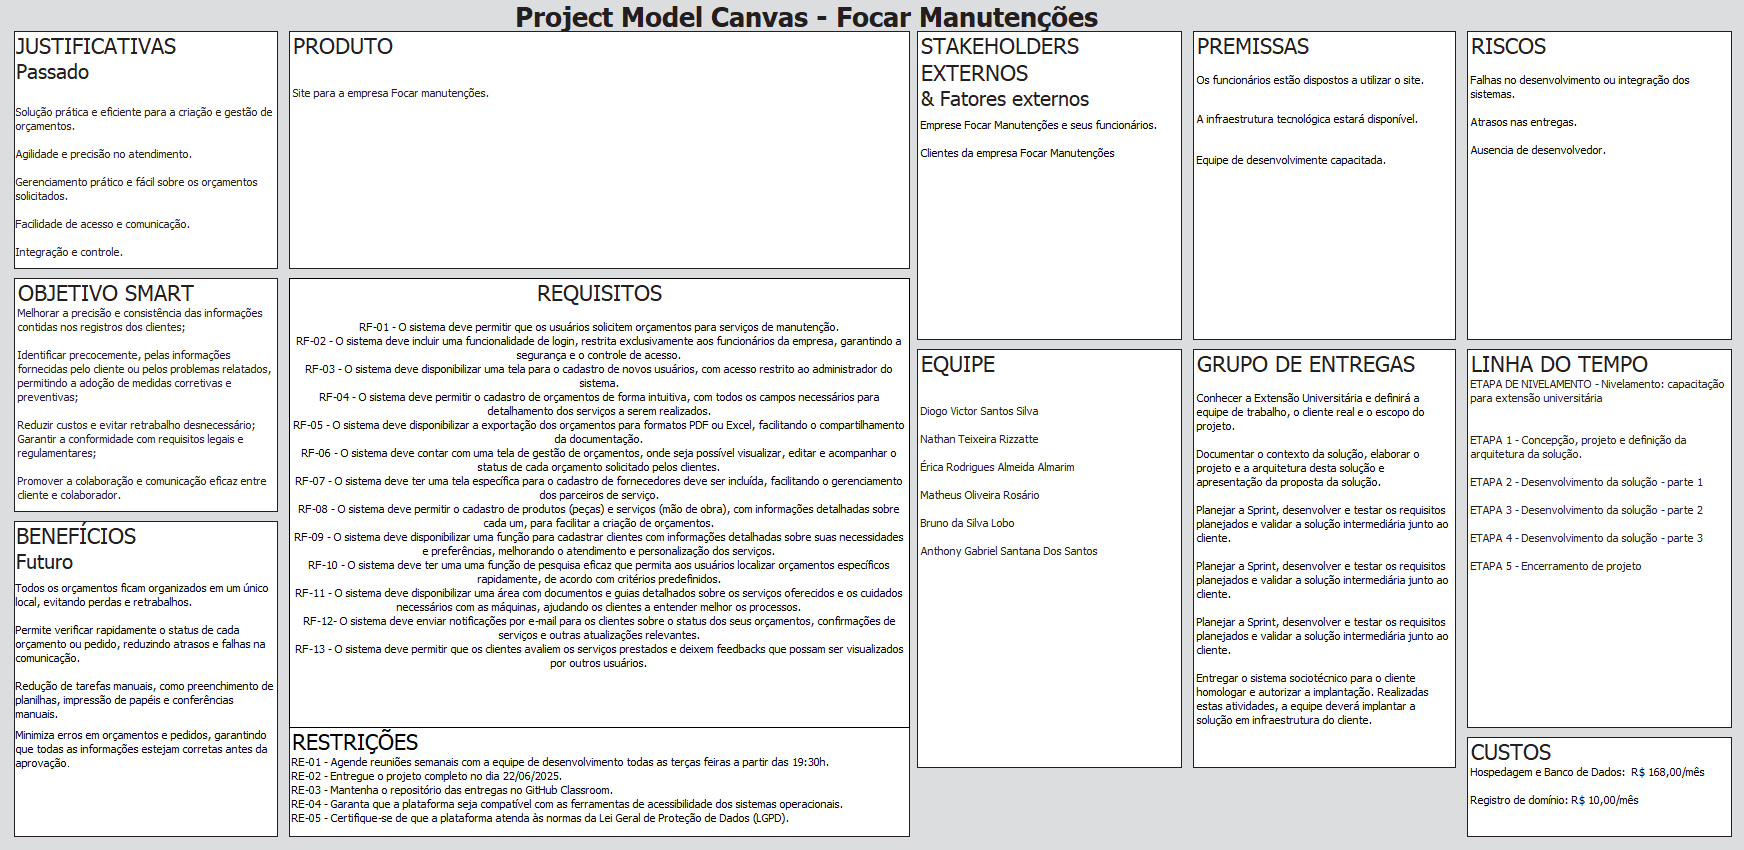 Project Model Canvas - Focar Manutenções
JUSTIFICATIVAS
Passado
Solução prática e eficiente para a criação e gestão de
orçamentos.
Agilidade e precisão no atendimento.
Gerenciamento prático e fácil sobre os orçamentos
solicitados.
Facilidade de acesso e comunicação.
Integração e controle.
OBJETIVO SMART
Melhorar a precisão e consistência das informações
contidas nos registros dos clientes;
Identificar precocemente, pelas informações
fornecidas pelo cliente ou pelos problemas relatados,
permitindo a adoção de medidas corretivas e
preventivas;
Reduzir custos e evitar retrabalho desnecessário;
Garantir a conformidade com requisitos legais e
regulamentares;
Promover a colaboração e comunicação eficaz entre
cliente e colaborador.
BENEFÍCIOS
Futuro
Todos os orçamentos ficam organizados em um único
local, evitando perdas e retrabalhos.
Permite verificar rapidamente o status de cada
orçamento ou pedido, reduzindo atrasos e falhas na
comunicação.
Redução de tarefas manuais, como preenchimento de
planilhas, impressão de papéis e conferências
manuais.
Minimiza erros em orçamentos e pedidos, garantindo
que todas as informações estejam corretas antes da
aprovação.
PRODUTO
Site para a empresa Focar manutenções.
REQUISITOS
RF-01 - O sistema deve permitir que os usuários solicitem orçamentos para serviços de manutenção.
RF-02 - O sistema deve incluir uma funcionalidade de login, restrita exclusivamente aos funcionários da empresa, garantindo a
segurança e o controle de acesso.
RF-03 - O sistema deve disponibilizar uma tela para o cadastro de novos usuários, com acesso restrito ao administrador do
sistema.
RF-04 - O sistema deve permitir o cadastro de orçamentos de forma intuitiva, com todos os campos necessários para
detalhamento dos serviços a serem realizados.
RF-05 - O sistema deve disponibilizar a exportação dos orçamentos para formatos PDF ou Excel, facilitando o compartilhamento
da documentação.
RF-06 - O sistema deve contar com uma tela de gestão de orçamentos, onde seja possível visualizar, editar e acompanhar o
status de cada orçamento solicitado pelos clientes.
RF-07 - O sistema deve ter uma tela específica para o cadastro de fornecedores deve ser incluída, facilitando o gerenciamento
dos parceiros de serviço.
RF-08 - O sistema deve permitir o cadastro de produtos (peças) e serviços (mão de obra), com informações detalhadas sobre
cada um, para facilitar a criação de orçamentos.
RF-09 - O sistema deve disponibilizar uma função para cadastrar clientes com informações detalhadas sobre suas necessidades
e preferências, melhorando o atendimento e personalização dos serviços.
RF-10 - O sistema deve ter uma uma função de pesquisa eficaz que permita aos usuários localizar orçamentos específicos
rapidamente, de acordo com critérios predefinidos.
RF-11 - O sistema deve disponibilizar uma área com documentos e guias detalhados sobre os serviços oferecidos e os cuidados
necessários com as máquinas, ajudando os clientes a entender melhor os processos.
RF-12- O sistema deve enviar notificações por e-mail para os clientes sobre o status dos seus orçamentos, confirmações de
serviços e outras atualizações relevantes.
RF-13 - O sistema deve permitir que os clientes avaliem os serviços prestados e deixem feedbacks que possam ser visualizados
por outros usuários.
RESTRIÇÕES
RE-01 - Agende reuniões semanais com a equipe de desenvolvimento todas as terças feiras a partir das 19:30h.
RE-02 - Entregue o projeto completo no dia 22/06/2025.
RE-03 - Mantenha o repositório das entregas no GitHub Classroom.
RE-04 - Garanta que a plataforma seja compatível com as ferramentas de acessibilidade dos sistemas operacionais.
RE-05 - Certifique-se de que a plataforma atenda às normas da Lei Geral de Proteção de Dados (LGPD).
STAKEHOLDERS
EXTERNOS
& Fatores externos
Emprese Focar Manutenções e seus funcionários.
Clientes da empresa Focar Manutenções
EQUIPE
Diogo Victor Santos Silva
Nathan Teixeira Rizzatte
Érica Rodrigues Almeida Almarim
Matheus Oliveira Rosário
Bruno da Silva Lobo
Anthony Gabriel Santana Dos Santos
PREMISSAS
Os funcionários estão dispostos a utilizar o site.
A infraestrutura tecnológica estará disponível.
Equipe de desenvolvimente capacitada.
GRUPO DE ENTREGAS
Conhecer a Extensão Universitária e definirá a
equipe de trabalho, o cliente real e o escopo do
projeto.
Documentar o contexto da solução, elaborar o
projeto e a arquitetura desta solução e
apresentação da proposta da solução.
Planejar a Sprint, desenvolver e testar os requisitos
planejados e validar a solução intermediária junto ao
cliente.
Planejar a Sprint, desenvolver e testar os requisitos
planejados e validar a solução intermediária junto ao
cliente.
Planejar a Sprint, desenvolver e testar os requisitos
planejados e validar a solução intermediária junto ao
cliente.
Entregar o sistema sociotécnico para o cliente
homologar e autorizar a implantação. Realizadas
estas atividades, a equipe deverá implantar a
solução em infraestrutura do cliente.
RISCOS
Falhas no desenvolvimento ou integração dos
sistemas.
Atrasos nas entregas.
Ausencia de desenvolvedor.
LINHA DO TEMPO
ETAPA DE NIVELAMENTO - Nivelamento: capacitação
para extensão universitária
ETAPA 1 - Concepção, projeto e definição da
arquitetura da solução.
ETAPA 2 - Desenvolvimento da solução - parte 1
ETAPA 3 - Desenvolvimento da solução - parte 2
ETAPA 4 - Desenvolvimento da solução - parte 3
ETAPA 5 - Encerramento de projeto
CUSTOS
Hospedagem e Banco de Dados: R$ 168,00/mês
Registro de domínio: R$ 10,00/mês